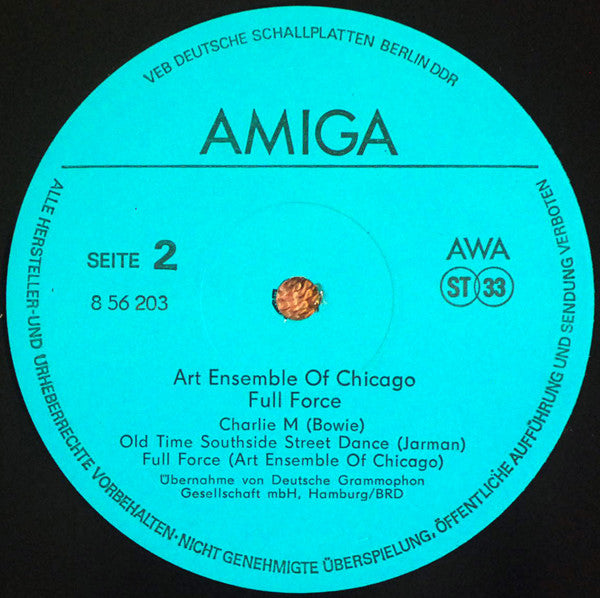 VEB DEUTSCHE SCHALLPLATTEN BERLIN DDR
AMIGA
SEITE 2
8 56 203
AWA
ST 33
Art Ensemble Of Chicago
Full Force
Charlie M (Bowie)
Old Time Southside Street Dance (Jarman)
Full Force (Art Ensemble Of Chicago)
Übernahme von Deutsche Grammophon
Gesellschaft mbH, Hamburg/BRD
ALLE HERSTELLER-UND URHEBERRECHTE VORBEHALTEN·NICHT GENEHMIGTE ÜBERSPIELUNG, ÖFFENTLICHE AUFFÜHRUNG UND SENDUNG VERBOTEN